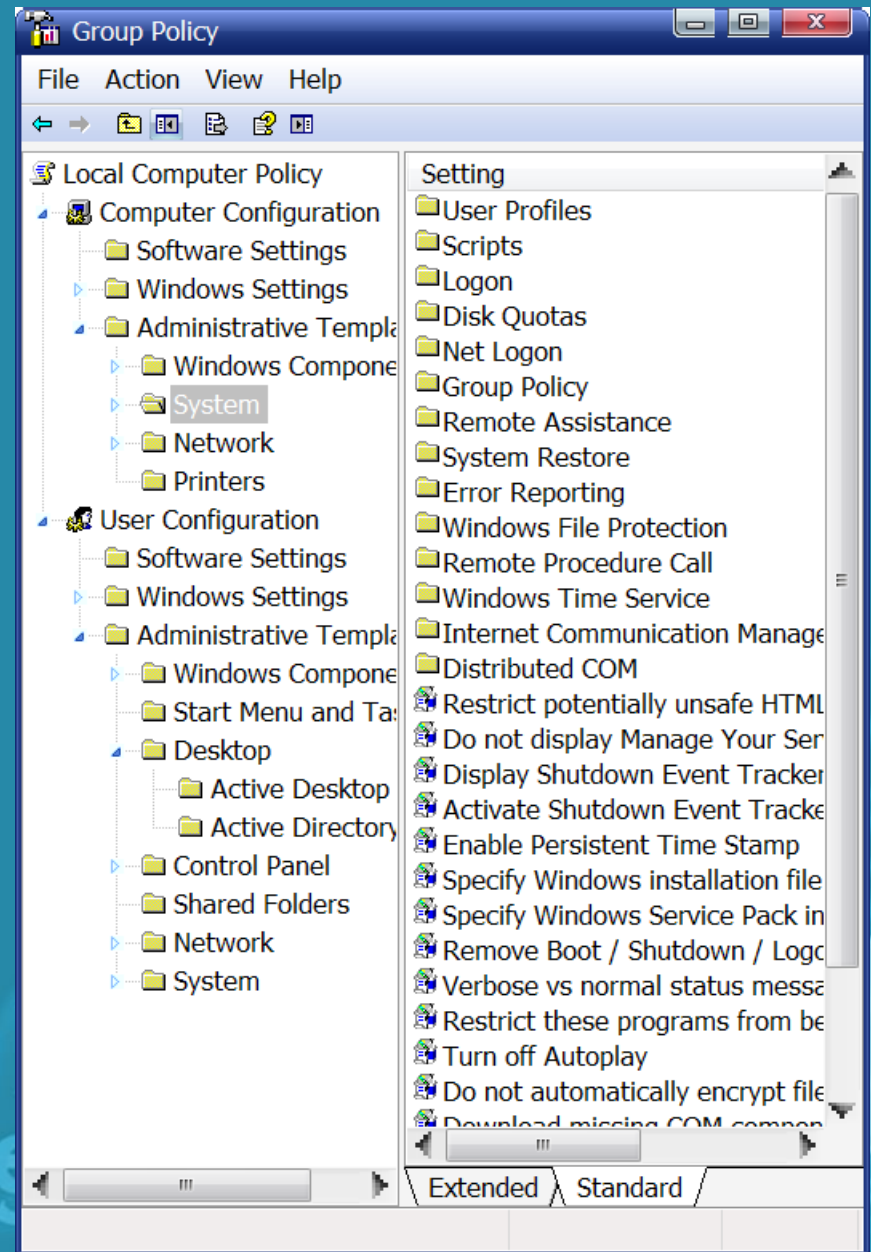 Group Policy
File Action View Help
Local Computer Policy
Computer Configuration
Software Settings
Windows Settings
Administrative Templa
Windows Compone
System
Network
Printers
User Configuration
Software Settings
Windows Settings
Administrative Templa
Windows Compone
Start Menu and Tas
Desktop
Active Desktop
Active Directory
Control Panel
Shared Folders
Network
System
Setting
User Profiles
Scripts
Logon
Disk Quotas
Net Logon
Group Policy
Remote Assistance
System Restore
Error Reporting
Windows File Protection
Remote Procedure Call
Windows Time Service
Internet Communication Manage
Distributed COM
Restrict potentially unsafe HTML
Do not display Manage Your Ser
Display Shutdown Event Tracker
Activate Shutdown Event Tracke
Enable Persistent Time Stamp
Specify Windows installation file
Specify Windows Service Pack in
Remove Boot / Shutdown / Logo
Verbose vs normal status messa
Restrict these programs from be
Turn off Autoplay
Do not automatically encrypt file
Download missing COM compon
Extended Standard